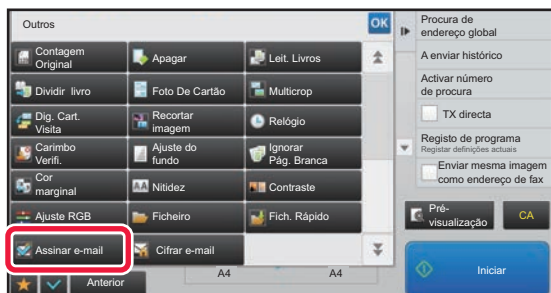 Outros
OK
Contagem
Original
Apagar
Leit. Livros
Dividir livro
Foto De Cartão
Multicrop
Dig. Cart.
Visita
Recortar
imagem
Relógio
Carimbo
Verifi.
Ajuste do
fundo
Ignorar
Pág. Branca
Cor
marginal
AA Nitidez
Contraste
Ajuste RGB
Ficheiro
Fich. Rápido
Assinar e-mail
Cifrar e-mail
Anterior
A4
A4
Procura de
endereço global
A enviar histórico
Activar número
de procura
TX directa
Registo de programa
Registar definições actuais
Enviar mesma imagem
como endereço de fax
Pré-
visualização
CA
Iniciar